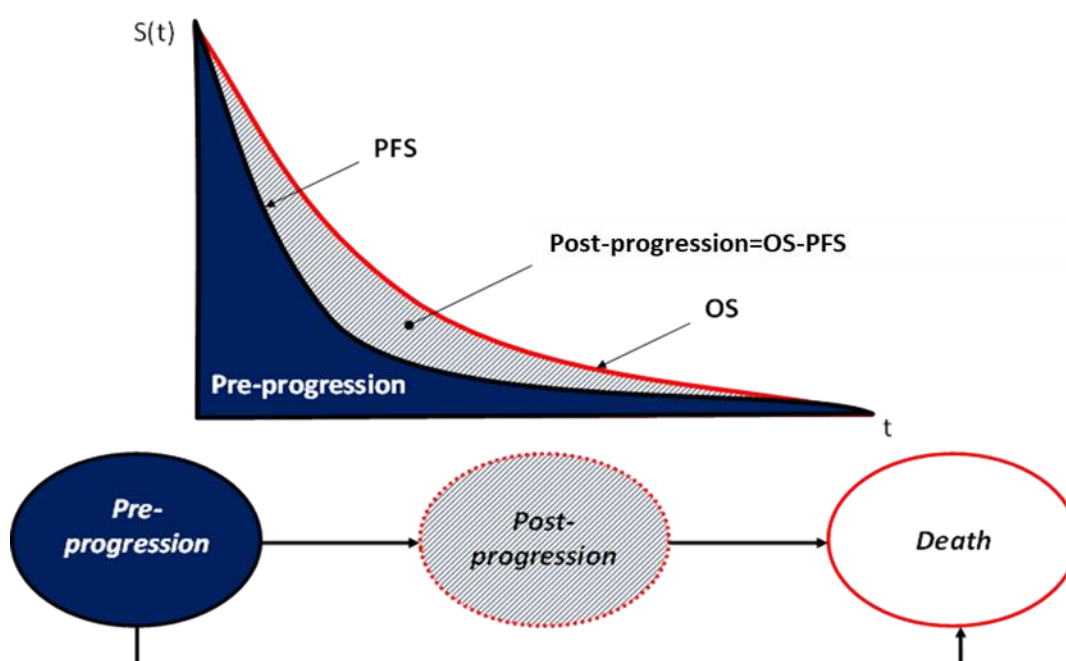 S(t)
PFS
Post-progression=OS-PFS
OS
Pre-progression
t
Pre-
progression
Post-
progression
Death